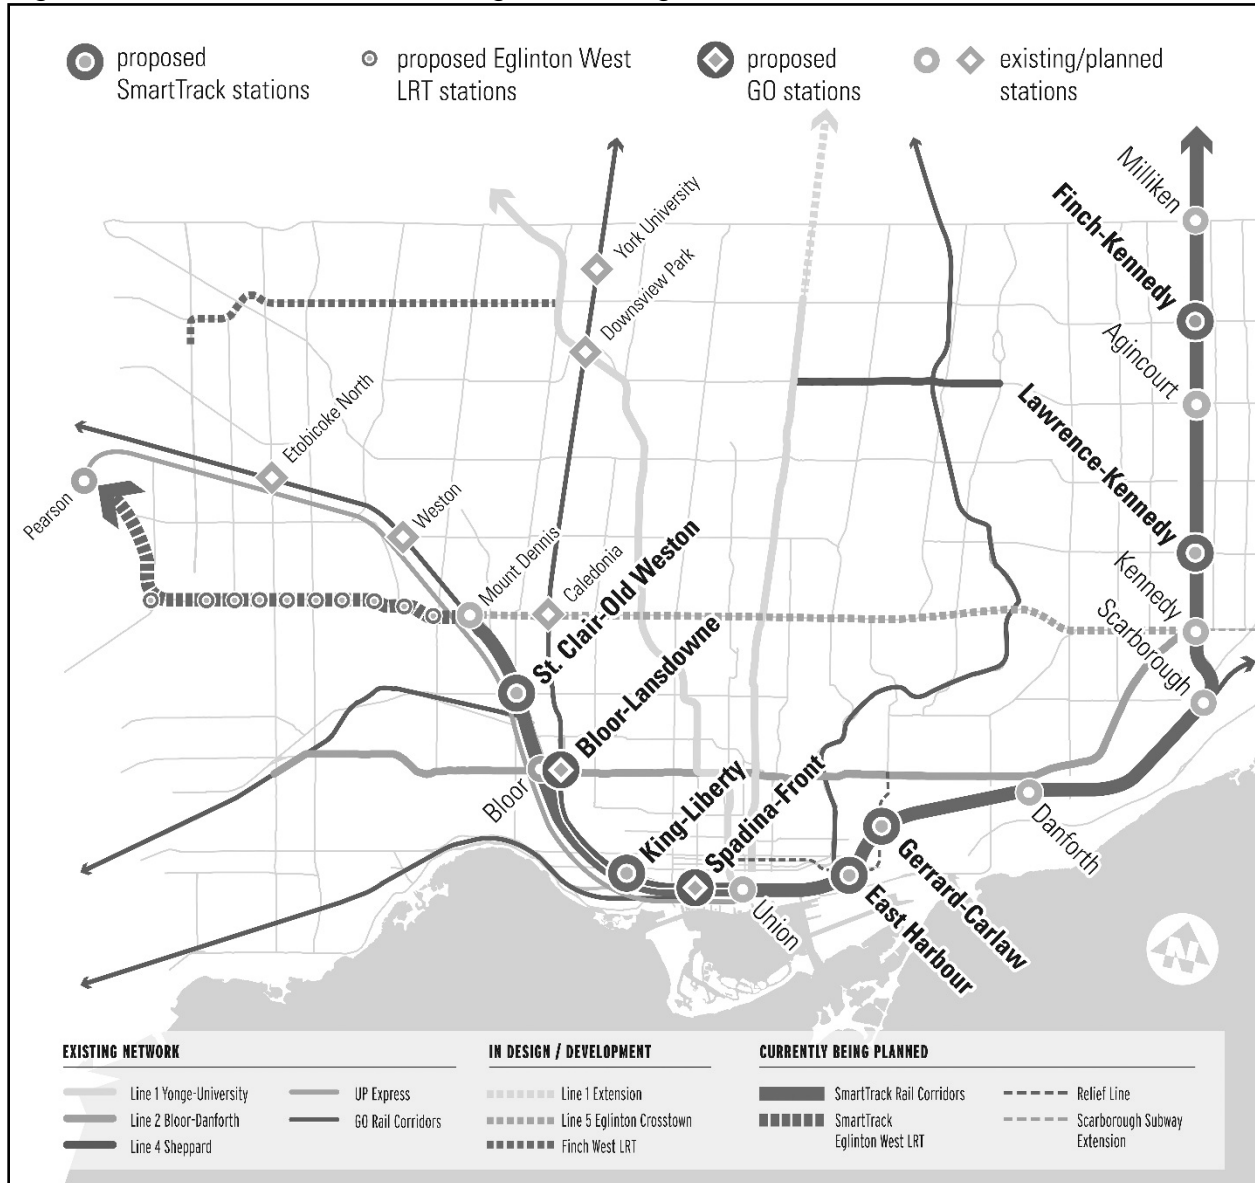 proposed
SmartTrack stations
proposed Eglinton West
LRT stations
proposed
GO stations
existing/planned
stations
Milliken
Finch-Kennedy
York University
Downsview Park
Agincourt
Etobicoke North
Lawrence-Kennedy
Pearson
Weston
Mount Dennis
Caledonia
St. Clair-Old Weston
Kennedy
Scarborough
Bloor-Lansdowne
Bloor
King-Liberty
Spadina-Front
Danforth
Gerrard-Carlaw
Union
East Harbour
N
EXISTING NETWORK
Line 1 Yonge-University
Line 2 Bloor-Danforth
Line 4 Sheppard
UP Express
GO Rail Corridors
IN DESIGN / DEVELOPMENT
Line 1 Extension
Line 5 Eglinton Crosstown
Finch West LRT
CURRENTLY BEING PLANNED
SmartTrack Rail Corridors
SmartTrack
Eglinton West LRT
Relief Line
Scarborough Subway
Extension